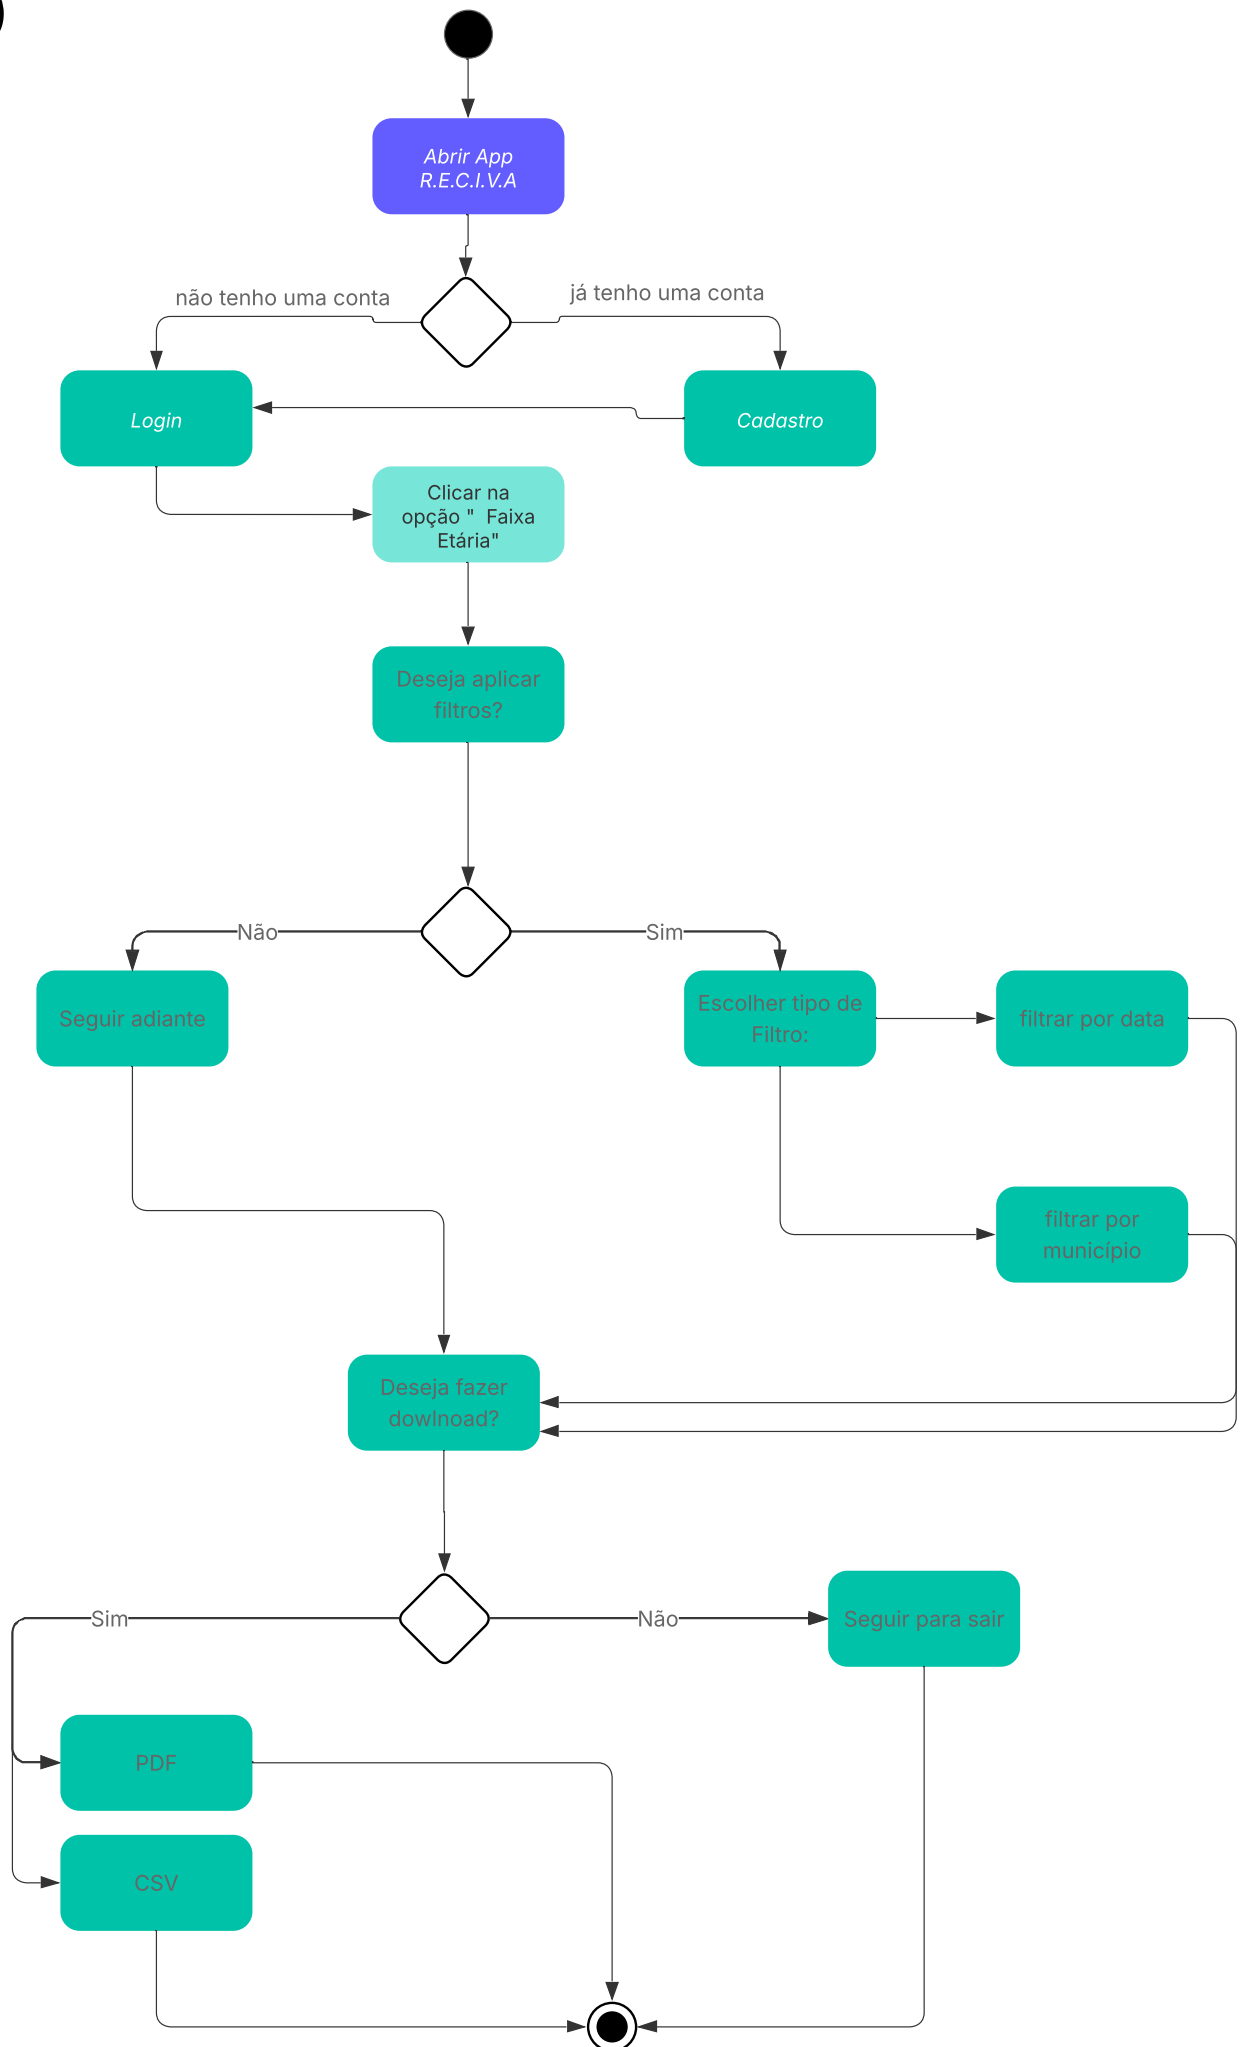 Abrir App
R.E.C.I.V.A
não tenho uma conta
já tenho uma conta
Login
Cadastro
Clicar na
opção "  Faixa
Etária"
Deseja aplicar
filtros?
Não
Sim
Seguir adiante
Escolher tipo de
Filtro:
filtrar por data
filtrar por
município
Deseja fazer
dowlnoad?
Sim
Não
Seguir para sair
PDF
CSV